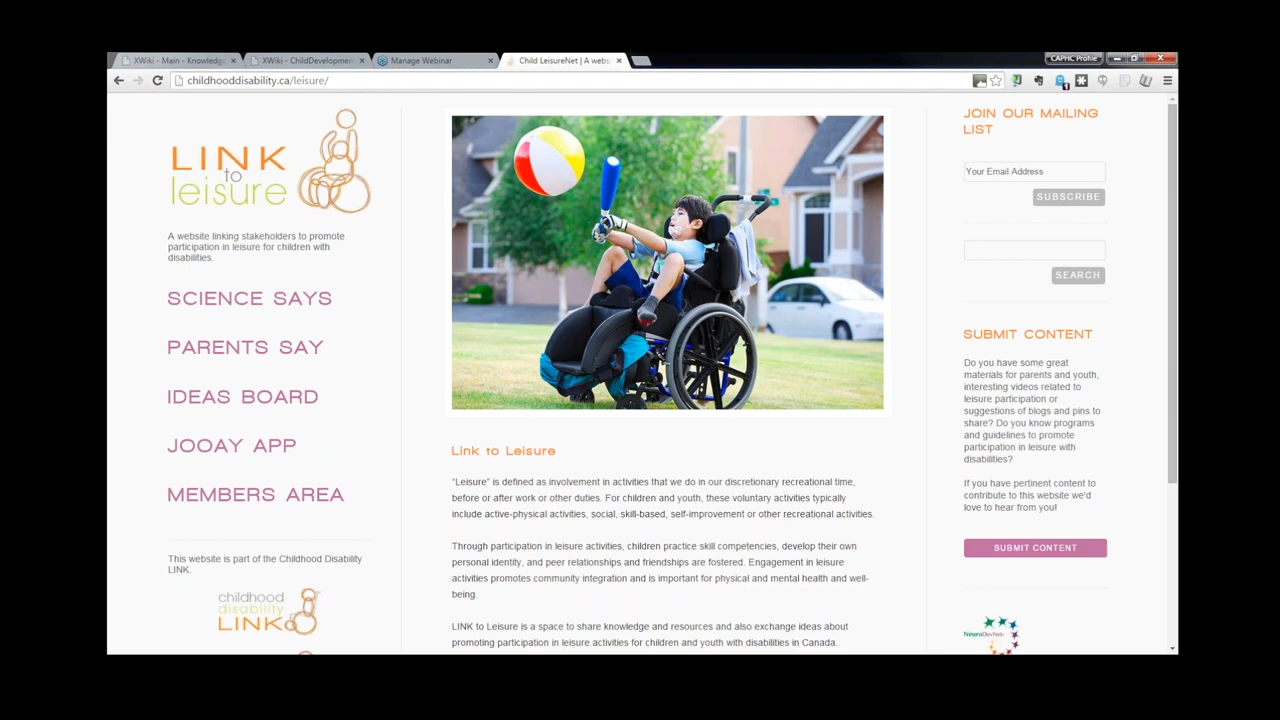 XWiki - Main - Knowledg
XWiki - ChildDevelopmen
Manage Webinar
Child LeisureNet | A webs
CAPHC Profile
childhooddisability.ca/leisure/
1
LINK
to
leisure
A website linking stakeholders to promote
participation in leisure for children with
disabilities.
SCIENCE SAYS
PARENTS SAY
IDEAS BOARD
JOOAY APP
MEMBERS AREA
This website is part of the Childhood Disability
LINK.
childhood
disability
LINK
Link to Leisure
“Leisure” is defined as involvement in activities that we do in our discretionary recreational time,
before or after work or other duties. For children and youth, these voluntary activities typically
include active-physical activities, social, skill-based, self-improvement or other recreational activities.
Through participation in leisure activities, children practice skill competencies, develop their own
personal identity, and peer relationships and friendships are fostered. Engagement in leisure
activities promotes community integration and is important for physical and mental health and well-
being.
LINK to Leisure is a space to share knowledge and resources and also exchange ideas about
promoting participation in leisure activities for children and youth with disabilities in Canada.
JOIN OUR MAILING
LIST
Your Email Address
SUBSCRIBE
SEARCH
SUBMIT CONTENT
Do you have some great
materials for parents and youth,
interesting videos related to
leisure participation or
suggestions of blogs and pins to
share? Do you know programs
and guidelines to promote
participation in leisure with
disabilities?
If you have pertinent content to
contribute to this website we'd
love to hear from you!
SUBMIT CONTENT
NeuroDevNet